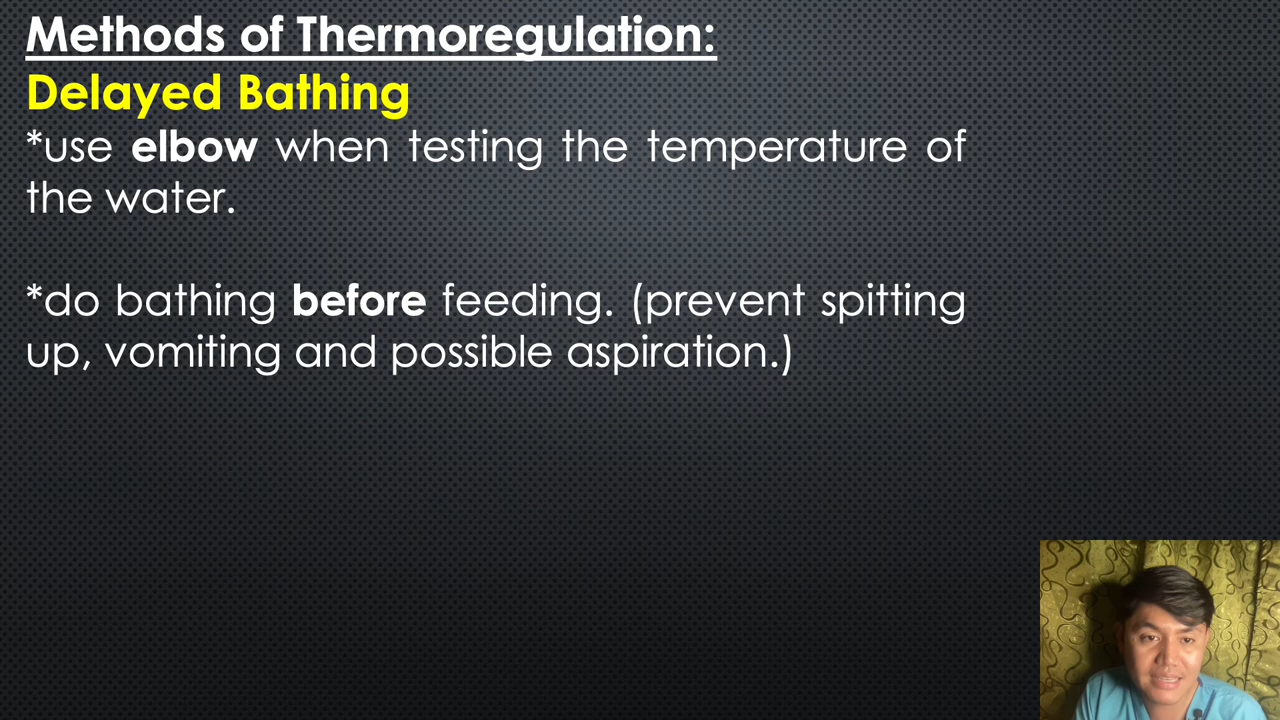 Methods of Thermoregulation:
Delayed Bathing
*use elbow when testing the temperature of
the water.
*do bathing before feeding. (prevent spitting
up, vomiting and possible aspiration.)